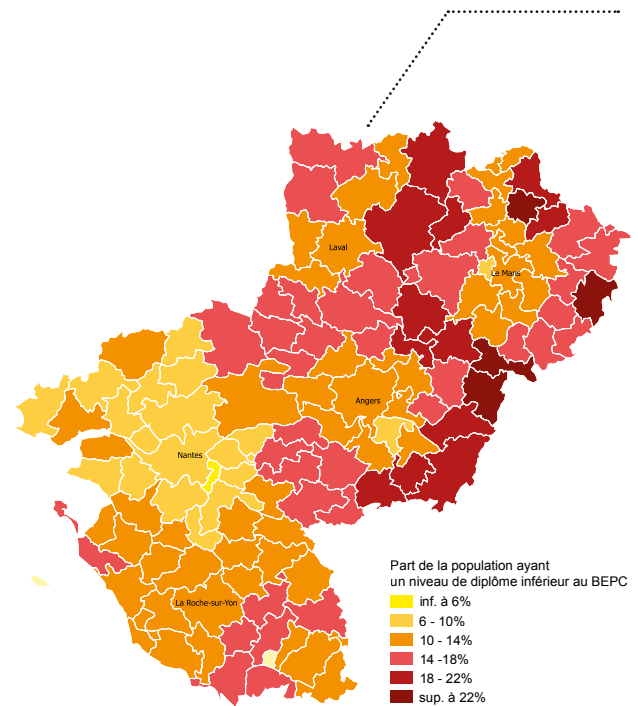 Laval
Le Mans
Angers
Nantes
La Roche-sur-Yon
Part de la population ayant
un niveau de diplôme inférieur au BEPC
inf. à 6%
6 - 10%
10 - 14%
14 -18%
18 - 22%
sup. à 22%